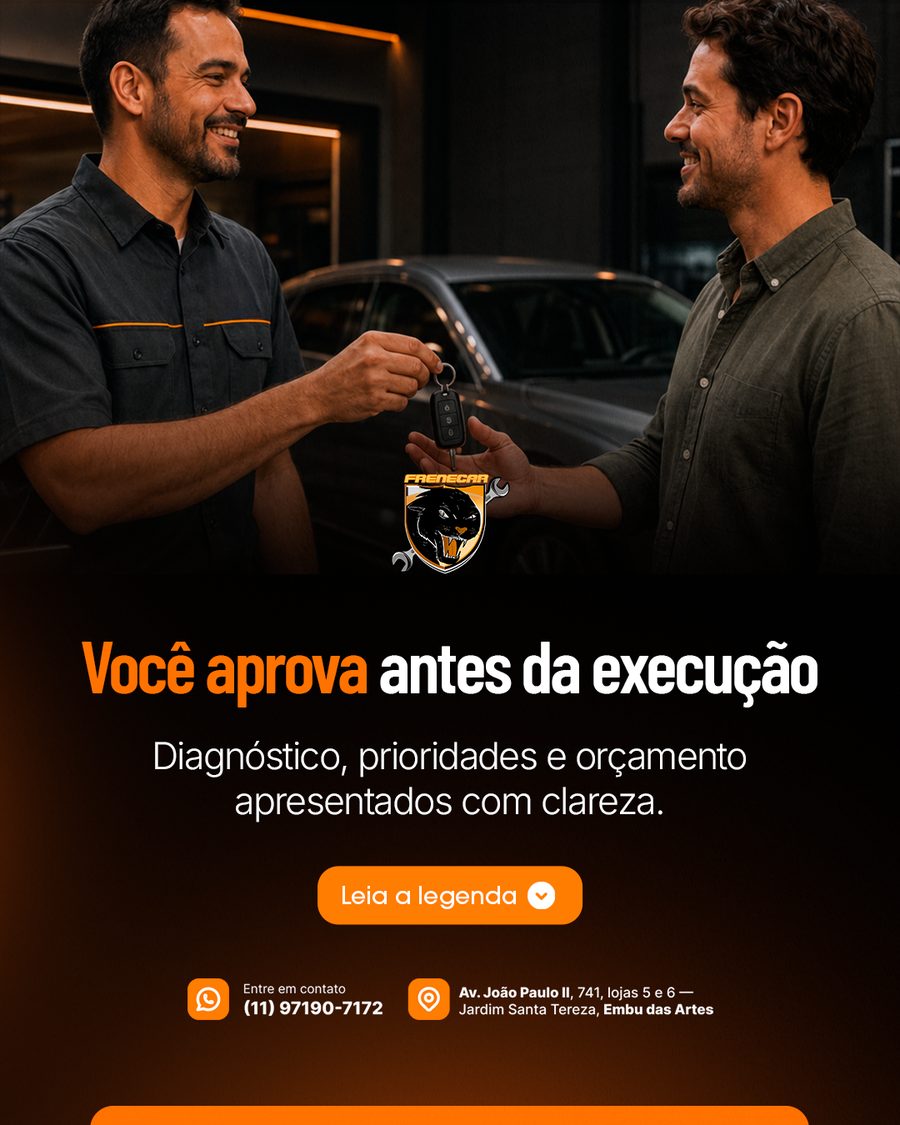 FRENECAR
Você aprova antes da execução
Diagnóstico, prioridades e orçamento
apresentados com clareza.
Leia a legenda
Entre em contato
(11) 97190-7172
Av. João Paulo II, 741, lojas 5 e 6 —
Jardim Santa Tereza, Embu das Artes